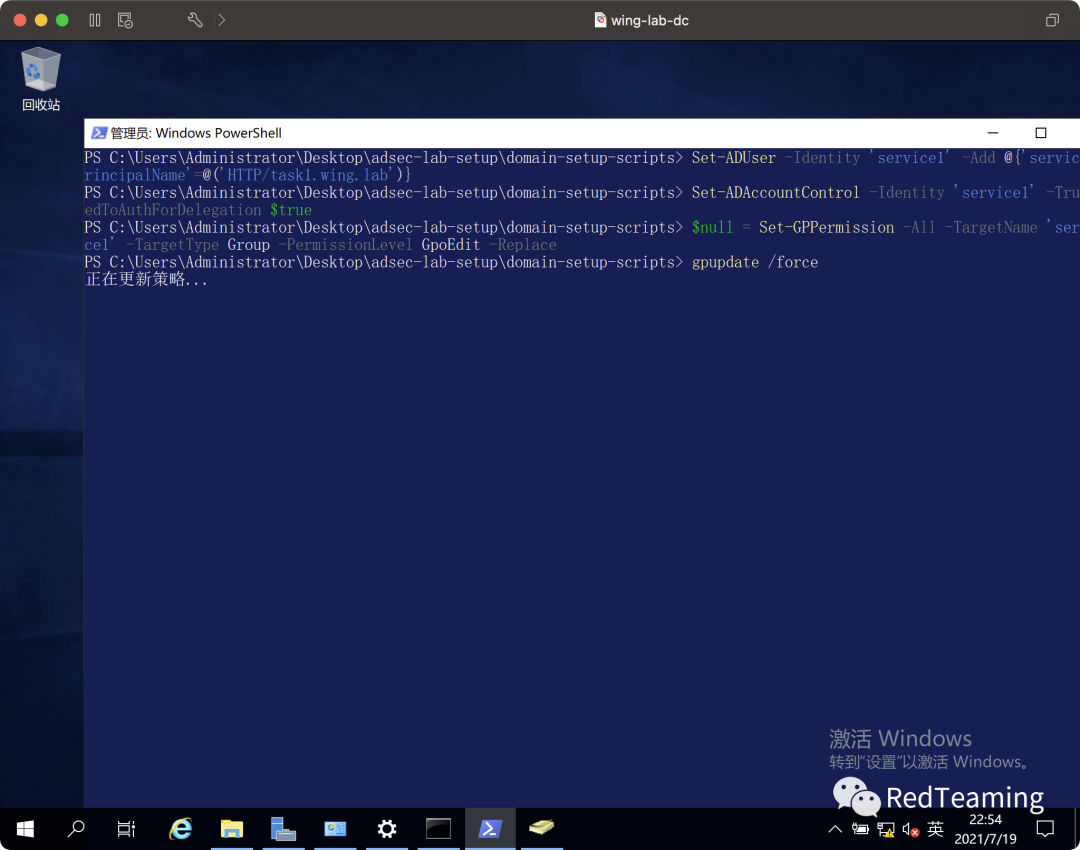 wing-lab-dc
回收站
管理员: Windows PowerShell
PS C:\Users\Administrator\Desktop\adsec-lab-setup\domain-setup-scripts> Set-ADUser -Identity 'service1' -Add @{'servic
rincipalName'=@('HTTP/task1.wing.lab')}
PS C:\Users\Administrator\Desktop\adsec-lab-setup\domain-setup-scripts> Set-ADAccountControl -Identity 'service1' -Tru
edToAuthForDelegation $true
PS C:\Users\Administrator\Desktop\adsec-lab-setup\domain-setup-scripts> $null = Set-GPPermission -All -TargetName 'ser
ce1' -TargetType Group -PermissionLevel GpoEdit -Replace
PS C:\Users\Administrator\Desktop\adsec-lab-setup\domain-setup-scripts> gpupdate /force
正在更新策略...
激活 Windows
转到"设置"以激活 Windows。
RedTeaming
英
22:54
2021/7/19